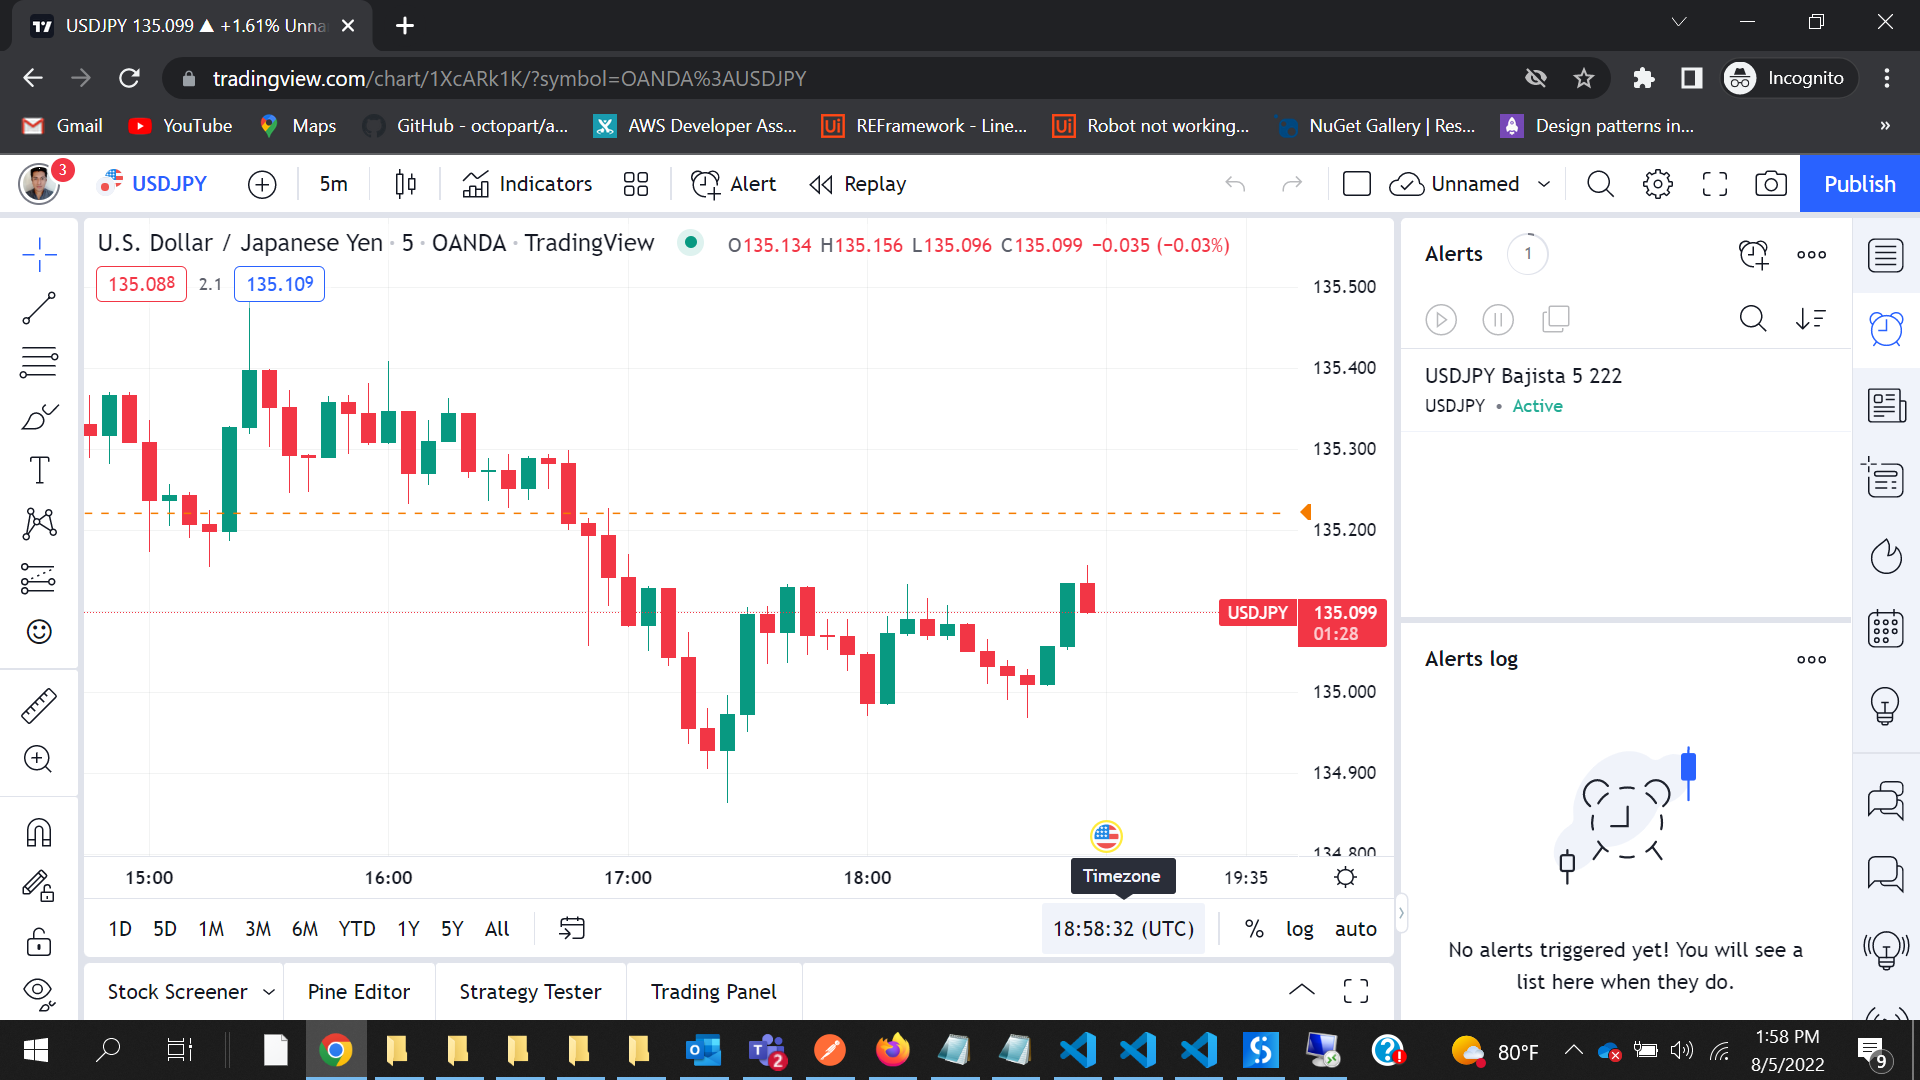 USDJPY 135.099 ▲ +1.61% Unna
tradingview.com/chart/1XcARk1K/?symbol=OANDA%3AUSDJPY
Incognito
Gmail YouTube Maps GitHub - octopart/a... AWS Developer Ass... REFramework - Line... Robot not working... NuGet Gallery | Res... Design patterns in... »
3 USDJPY 5m Indicators Alert Replay Unnamed Publish
U.S. Dollar / Japanese Yen · 5 · OANDA · TradingView O135.134 H135.156 L135.096 C135.099 −0.035 (−0.03%)
135.088 2.1 135.109
135.500
135.400
135.300
135.200
USDJPY 135.099
01:28
135.000
134.900
134.800
15:00 16:00 17:00 18:00 19:35
Timezone
1D 5D 1M 3M 6M YTD 1Y 5Y All 18:58:32 (UTC) % log auto
Stock Screener Pine Editor Strategy Tester Trading Panel
Alerts 1
USDJPY Bajista 5 222
USDJPY • Active
Alerts log
No alerts triggered yet! You will see a
list here when they do.
2
80°F
1:58 PM
8/5/2022
9